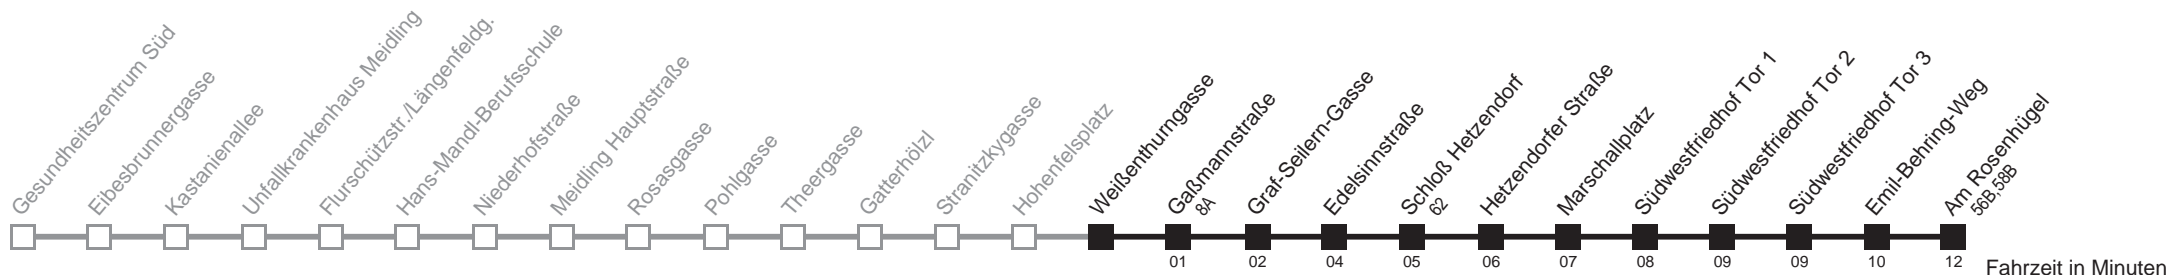 Gesundheitszentrum Süd
Eibesbrunnergasse
Kastanienallee
Unfallkrankenhaus Meidling
Flurschützstr./Längenfeldg.
Hans-Mandl-Berufsschule
Niederhofstraße
Meidling Hauptstraße
Rosasgasse
Pohlgasse
Theergasse
Gatterhölzl
Stranitzkygasse
Hohenfelsplatz
Weißenthurngasse
Gaßmannstraße
8A
Graf-Seilern-Gasse
Edelsinnstraße
Schloß Hetzendorf
62
Hetzendorfer Straße
Marschallplatz
Südwestfriedhof Tor 1
Südwestfriedhof Tor 2
Südwestfriedhof Tor 3
Emil-Behring-Weg
Am Rosenhügel
56B,58B
01 02 04 05 06 07 08 09 09 10 12 Fahrzeit in Minuten